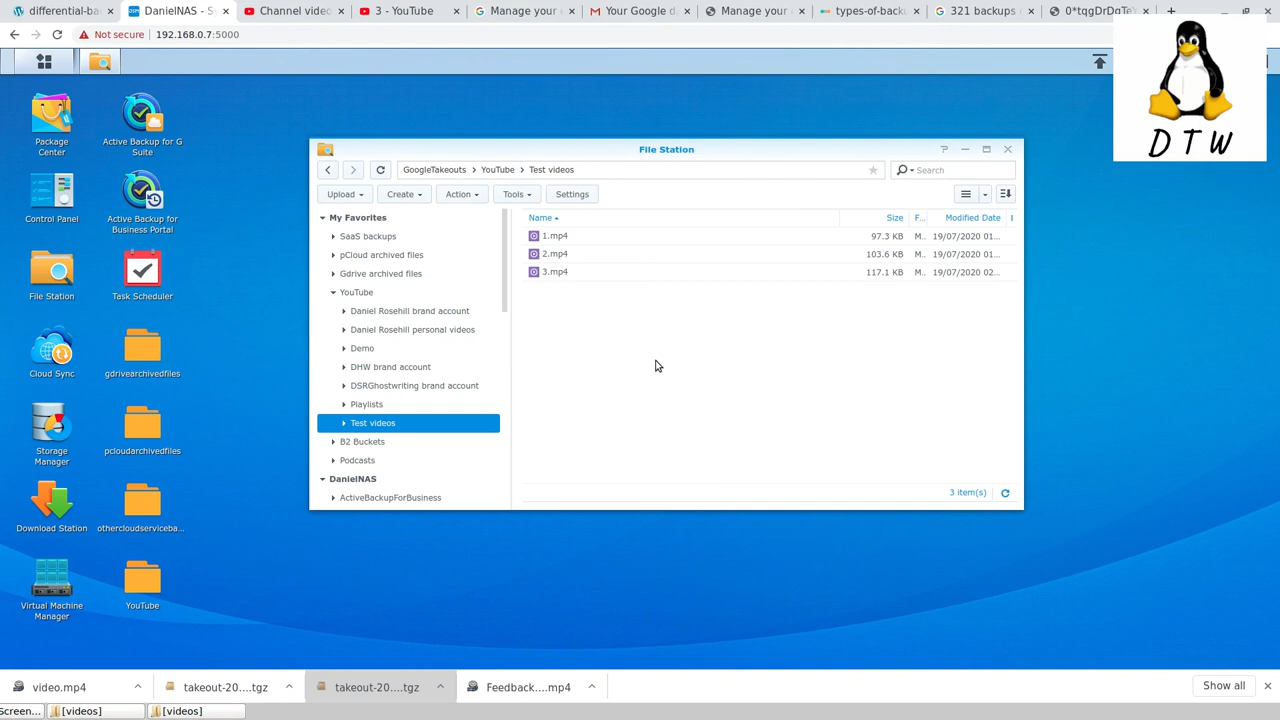 differential-ba
DanielNAS - Sy
Channel video
3 - YouTube
Manage your
Your Google d
Manage your
types-of-back
321 backups
0*tqgDrDgTeY
Not secure
192.168.0.7:5000
DTW
Package Center
Active Backup for G Suite
Control Panel
Active Backup for Business Portal
File Station
Task Scheduler
Cloud Sync
gdrivearchivedfiles
Storage Manager
pcloudarchivedfiles
Download Station
othercloudserviceba...
Virtual Machine Manager
YouTube
File Station
GoogleTakeouts > YouTube > Test videos
Search
Upload
Create
Action
Tools
Settings
My Favorites
SaaS backups
pCloud archived files
Gdrive archived files
YouTube
Daniel Rosehill brand account
Daniel Rosehill personal videos
Demo
DHW brand account
DSRGhostwriting brand account
Playlists
Test videos
B2 Buckets
Podcasts
DanielNAS
ActiveBackupForBusiness
Name
Size
F...
Modified Date
1.mp4 97.3 KB M.. 19/07/2020 01...
2.mp4 103.6 KB M.. 19/07/2020 01...
3.mp4 117.1 KB M.. 19/07/2020 02...
3 item(s)
video.mp4
takeout-20....tgz
takeout-20....tgz
Feedback....mp4
Show all
Screen...
[videos]
[videos]